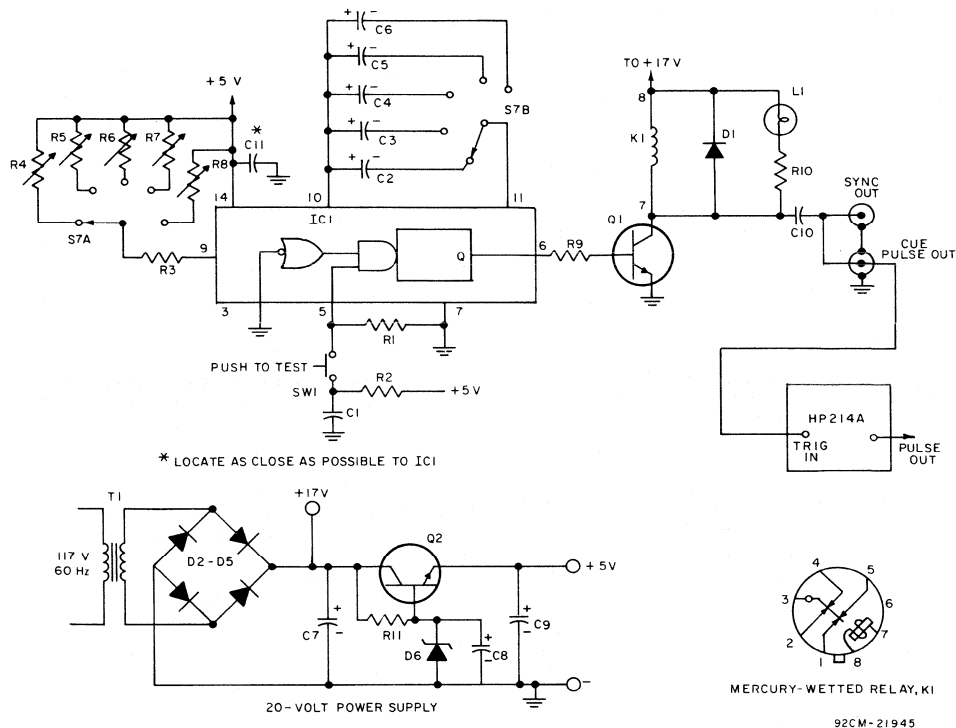 C6
+ -
C5
+ -
TO +17V
+5 V
8
L1
S7B
C4
+ -
R5
R6
R7
*
C11
K1
D1
R4
R8
C3
+ -
R10
SYNC
OUT
C2
+ -
14
10
11
7
Q1
C10
IC1
CUE
PULSE OUT
S7A
9
6
R9
R3
Q
3
5
7
R1
PUSH TO TEST
R2
SW1
+5V
C1
HP214A
TRIG
IN
PULSE
OUT
* LOCATE AS CLOSE AS POSSIBLE TO IC1
T1
+17V
Q2
117 V
60 Hz
D2-D5
+5V
4
5
3
6
+
C7
-
R11
+
C9
-
D6
+
C8
-
2
7
1
8
-
MERCURY-WETTED RELAY, K1
20-VOLT POWER SUPPLY
92CM-21945